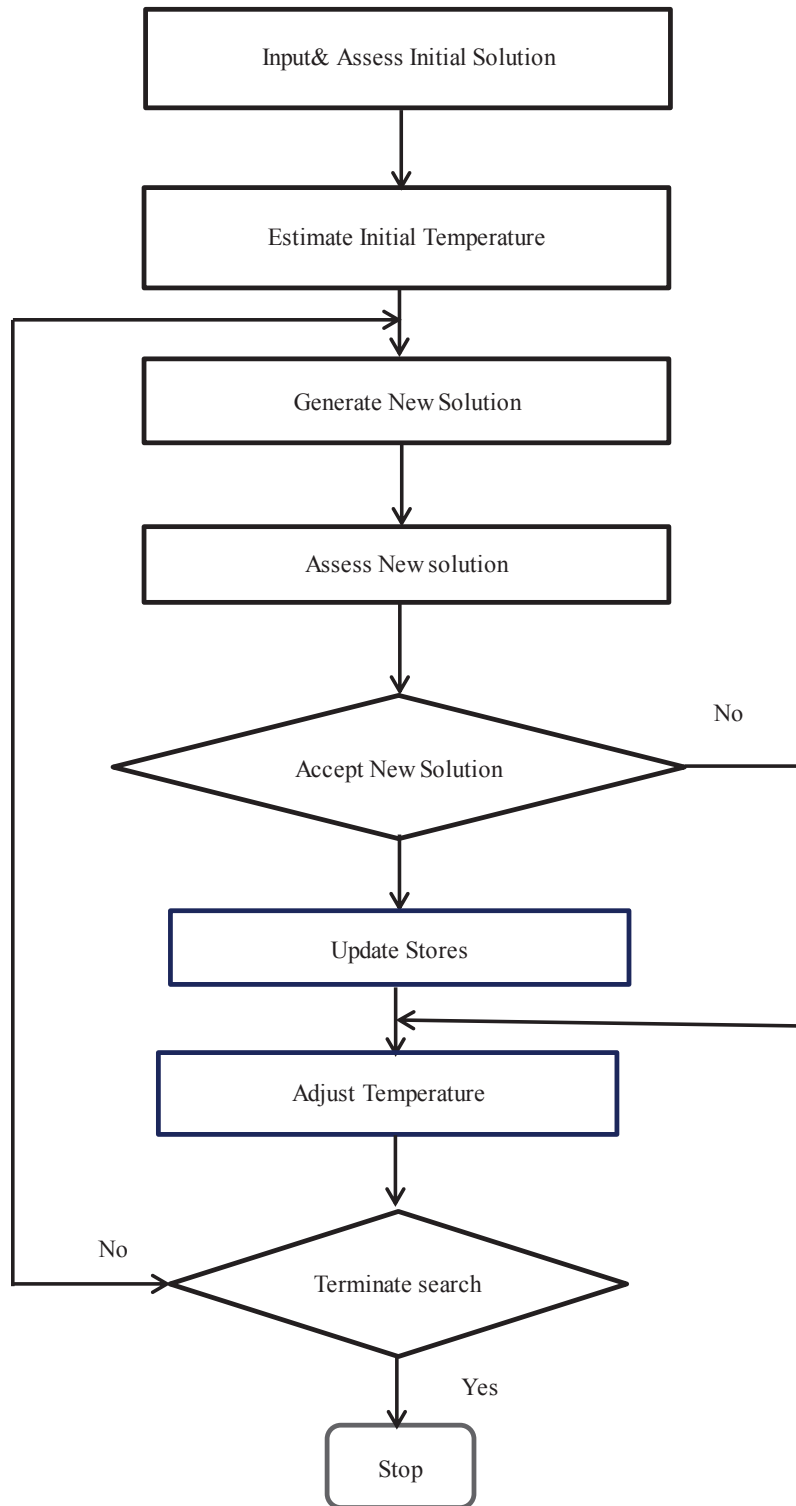 Input& Assess Initial Solution
Estimate Initial Temperature
Generate New Solution
Assess New solution
No
Accept New Solution
Update Stores
Adjust Temperature
No
Terminate search
Yes
Stop